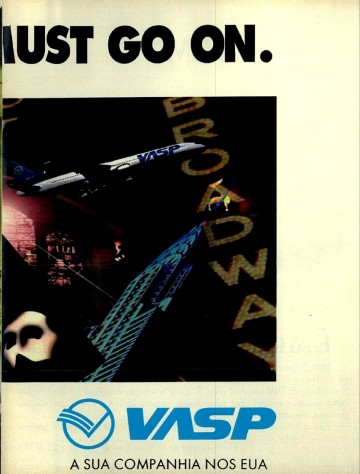 MUST GO ON.
VASP
BROADWAY
VASP
A SUA COMPANHIA NOS EUA